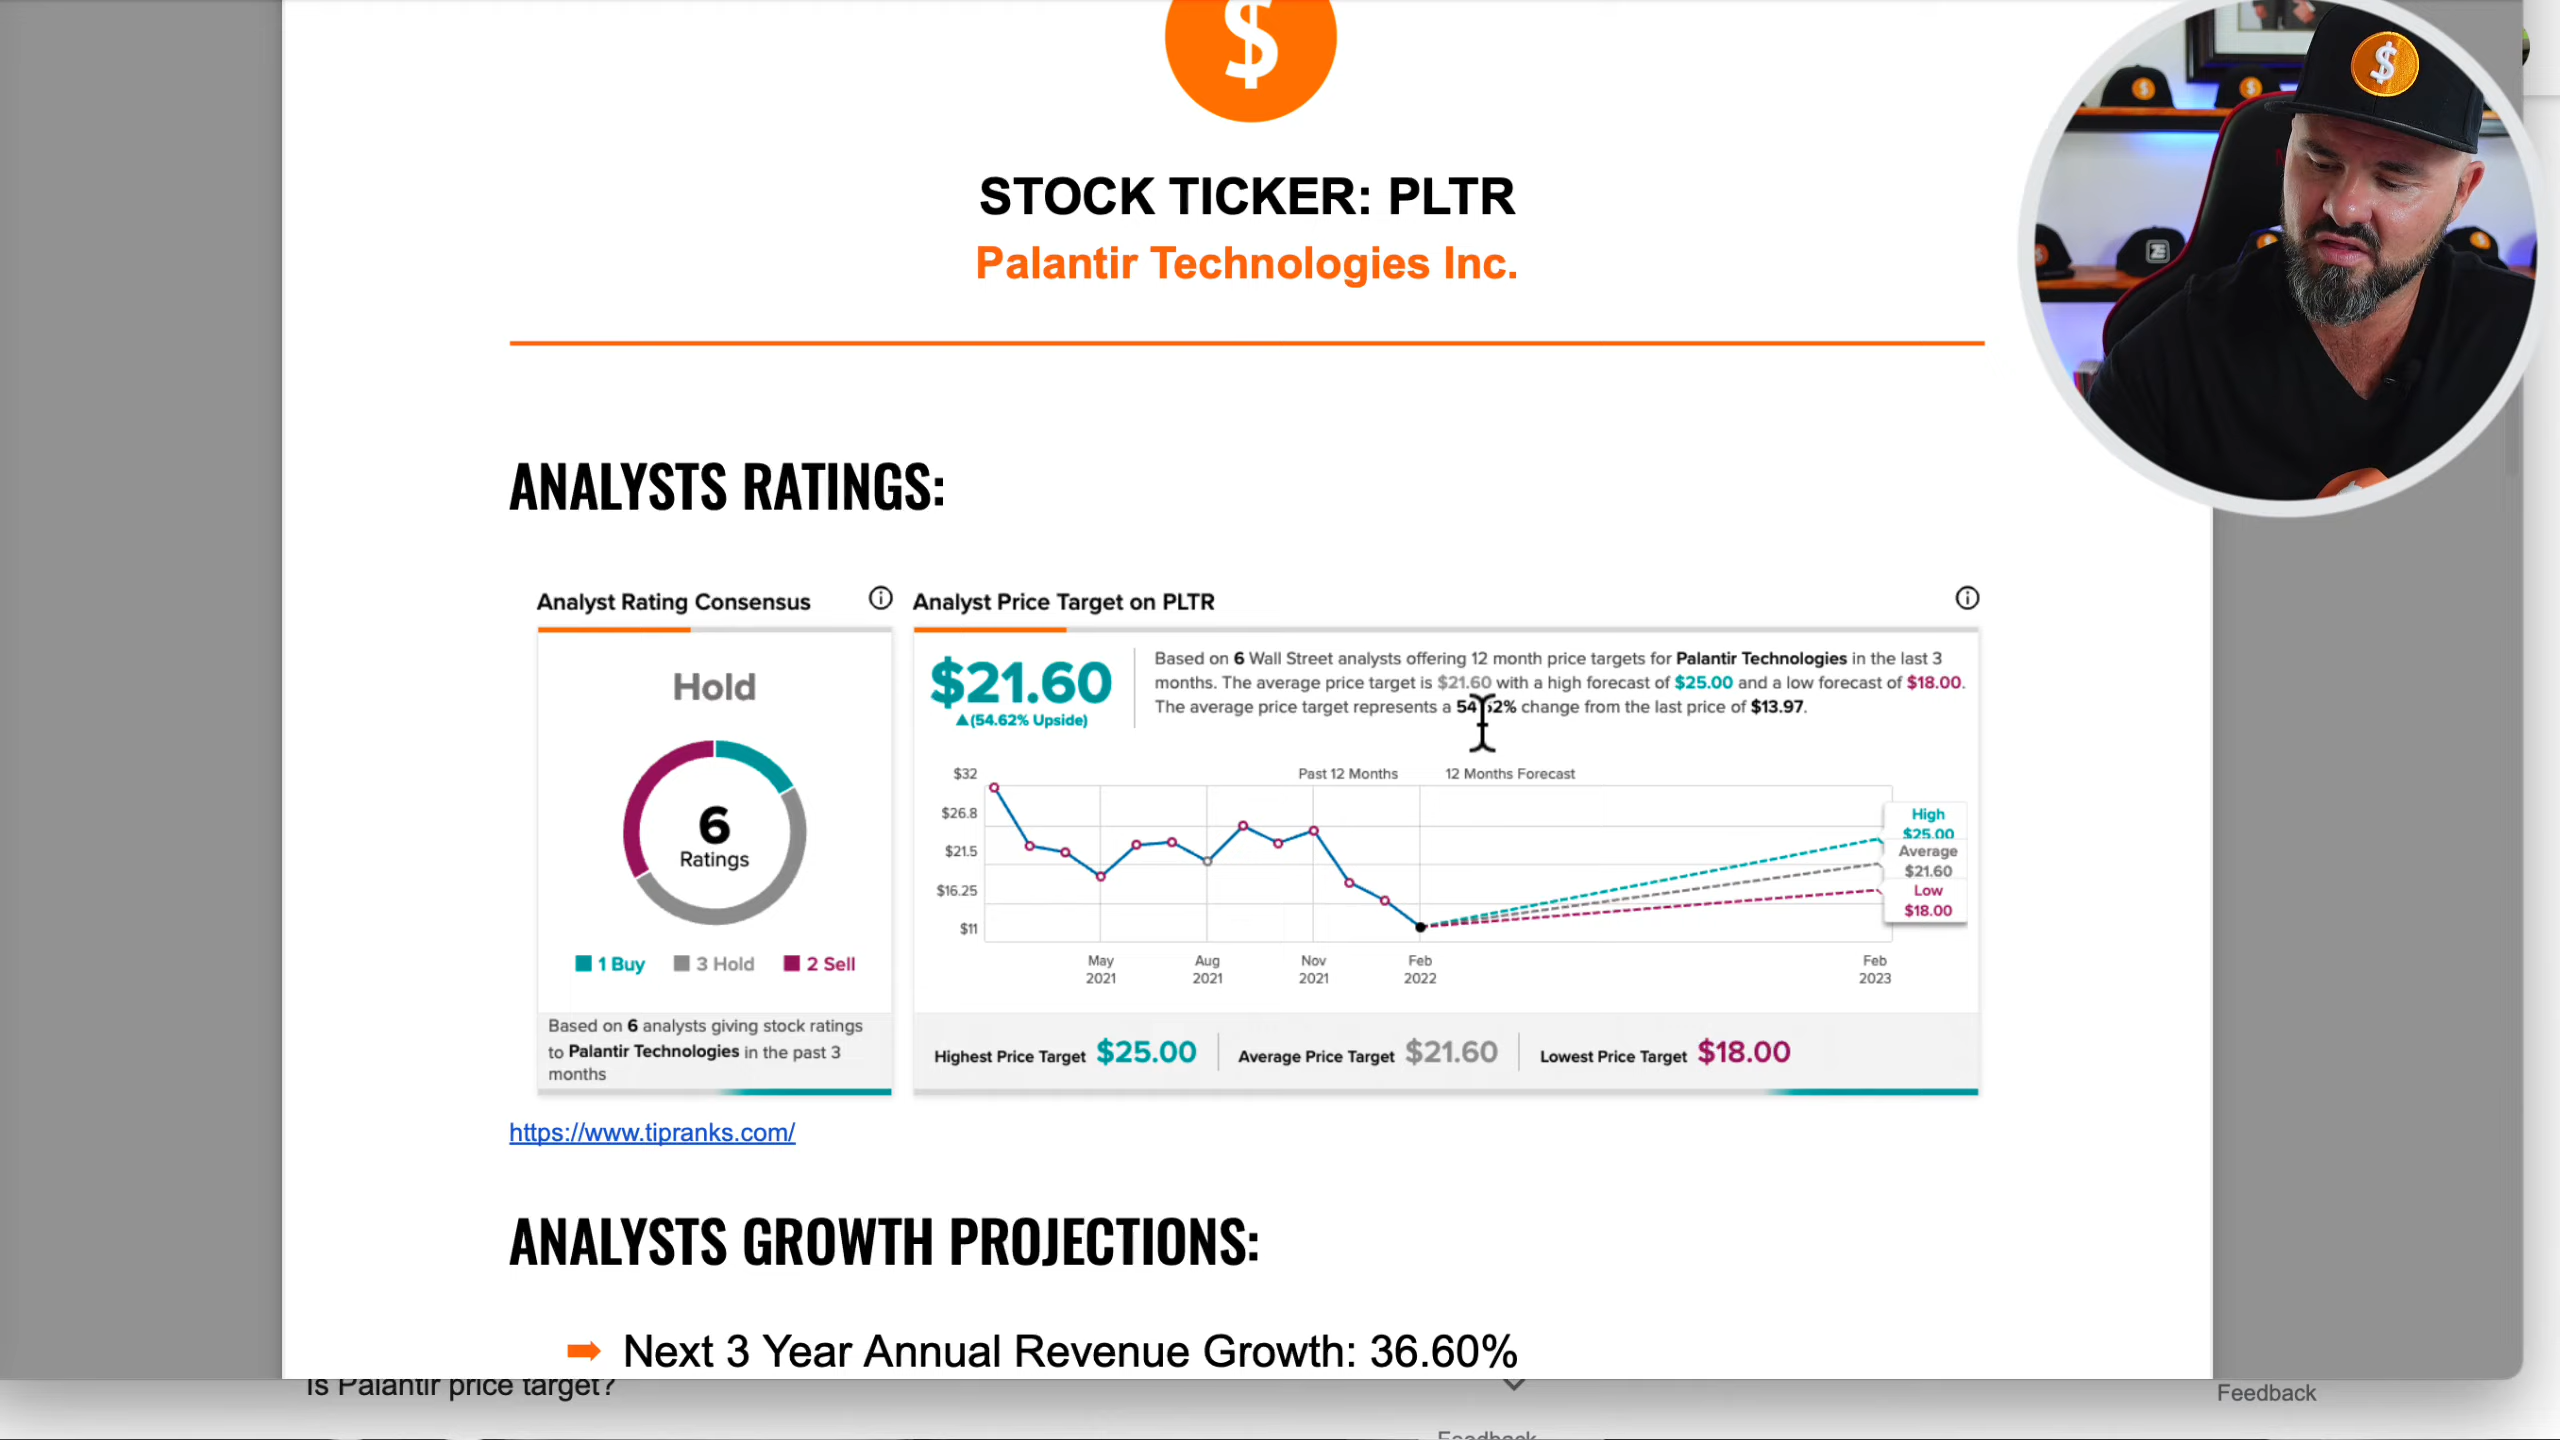 $
$
STOCK TICKER: PLTR
Palantir Technologies Inc.
ANALYSTS RATINGS:
Analyst Rating Consensus
Hold
6
Ratings
1 Buy 3 Hold 2 Sell
Based on 6 analysts giving stock ratings
to Palantir Technologies in the past 3
months
Analyst Price Target on PLTR
$21.60
▲(54.62% Upside)
Based on 6 Wall Street analysts offering 12 month price targets for Palantir Technologies in the last 3
months. The average price target is $21.60 with a high forecast of $25.00 and a low forecast of $18.00.
The average price target represents a 54.62% change from the last price of $13.97.
Past 12 Months 12 Months Forecast
$32
$26.8
$21.5
$16.25
$11
High
$25.00
Average
$21.60
Low
$18.00
May
2021
Aug
2021
Nov
2021
Feb
2022
Feb
2023
Highest Price Target $25.00 Average Price Target $21.60 Lowest Price Target $18.00
https://www.tipranks.com/
ANALYSTS GROWTH PROJECTIONS:
Next 3 Year Annual Revenue Growth: 36.60%
Is Palantir price target?
Feedback
Feedback